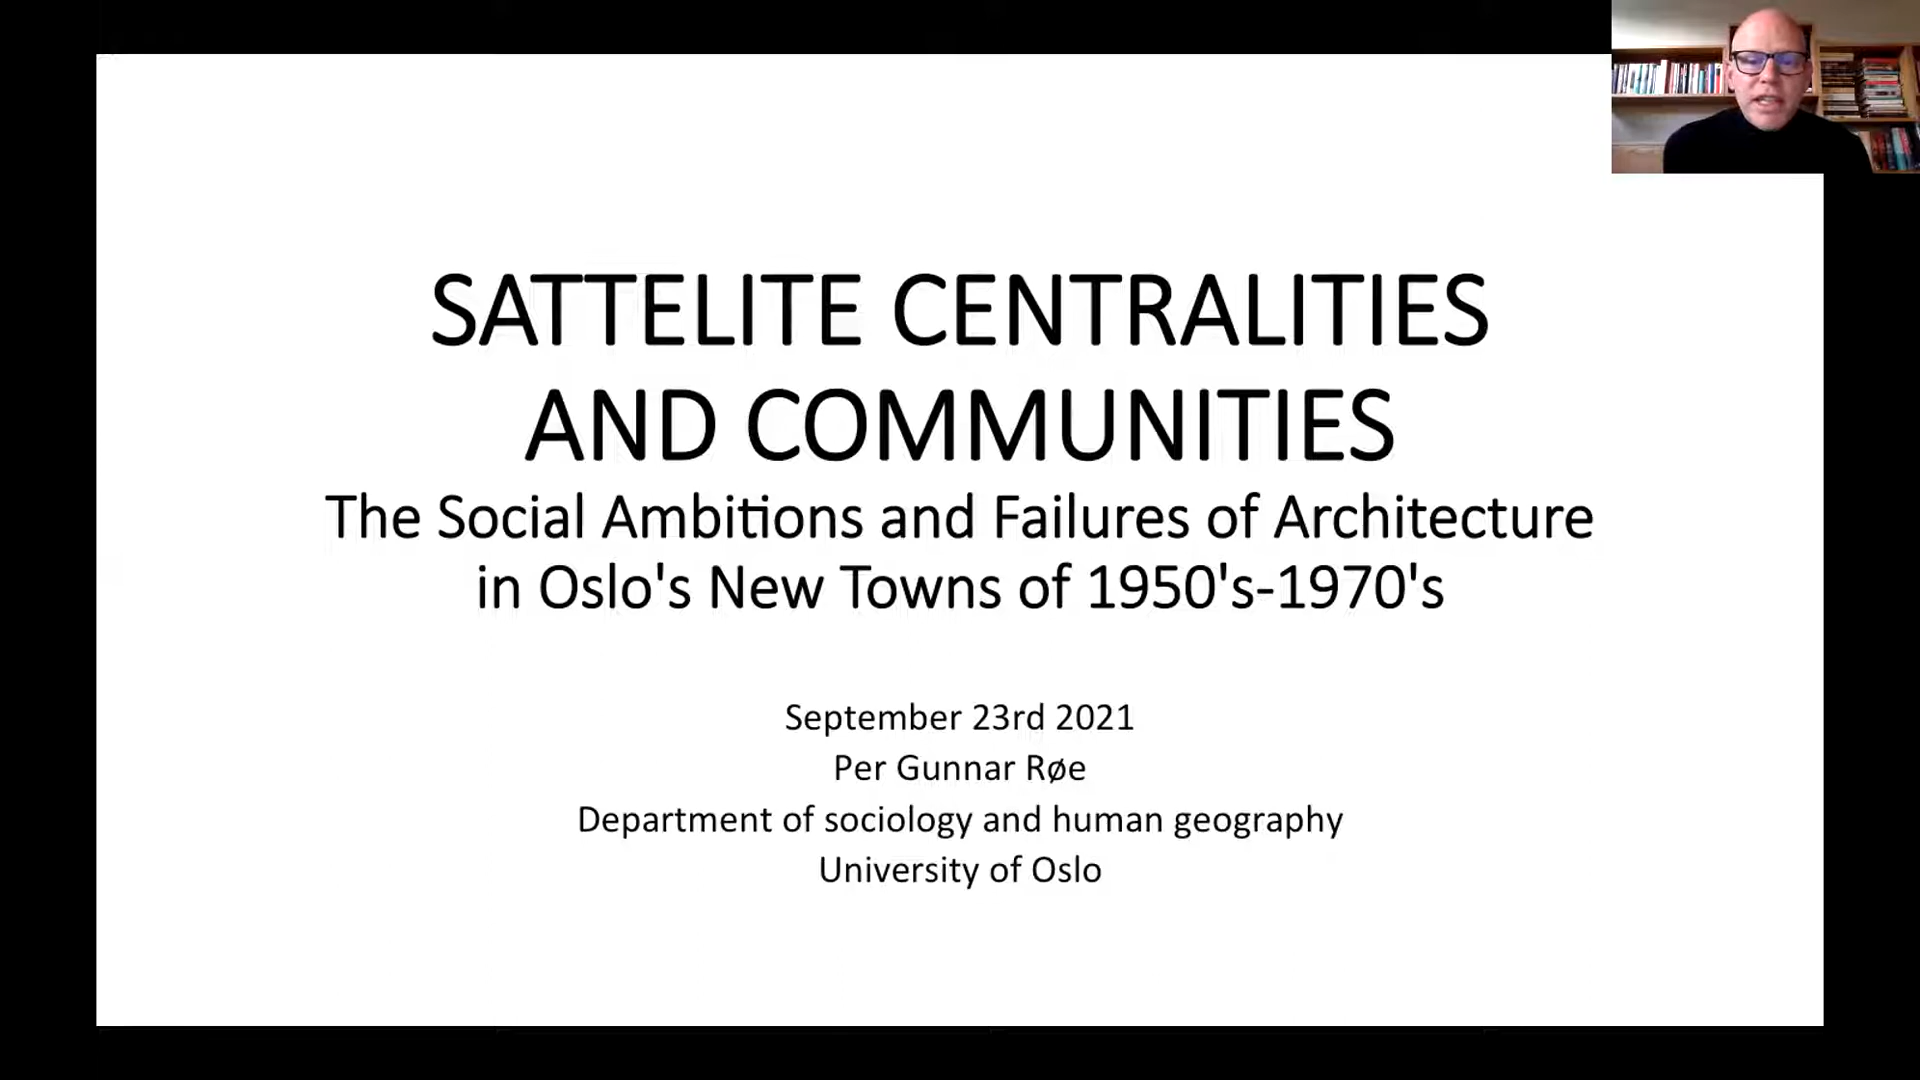 SATTELITE CENTRALITIES
AND COMMUNITIES
The Social Ambitions and Failures of Architecture
in Oslo's New Towns of 1950's-1970's
September 23rd 2021
Per Gunnar Røe
Department of sociology and human geography
University of Oslo